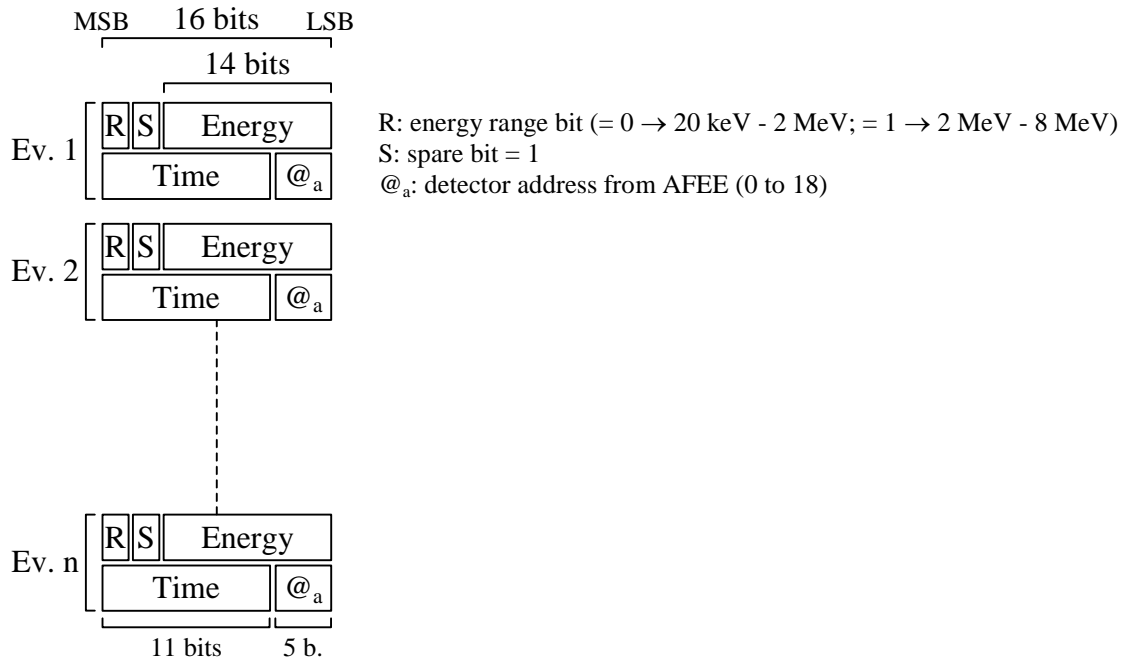 MSB 16 bits LSB
14 bits
Ev. 1
R S Energy
Time @a
R: energy range bit (= 0 → 20 keV - 2 MeV; = 1 → 2 MeV - 8 MeV)
S: spare bit = 1
@a: detector address from AFEE (0 to 18)
Ev. 2
R S Energy
Time @a
Ev. n
R S Energy
Time @a
11 bits 5 b.